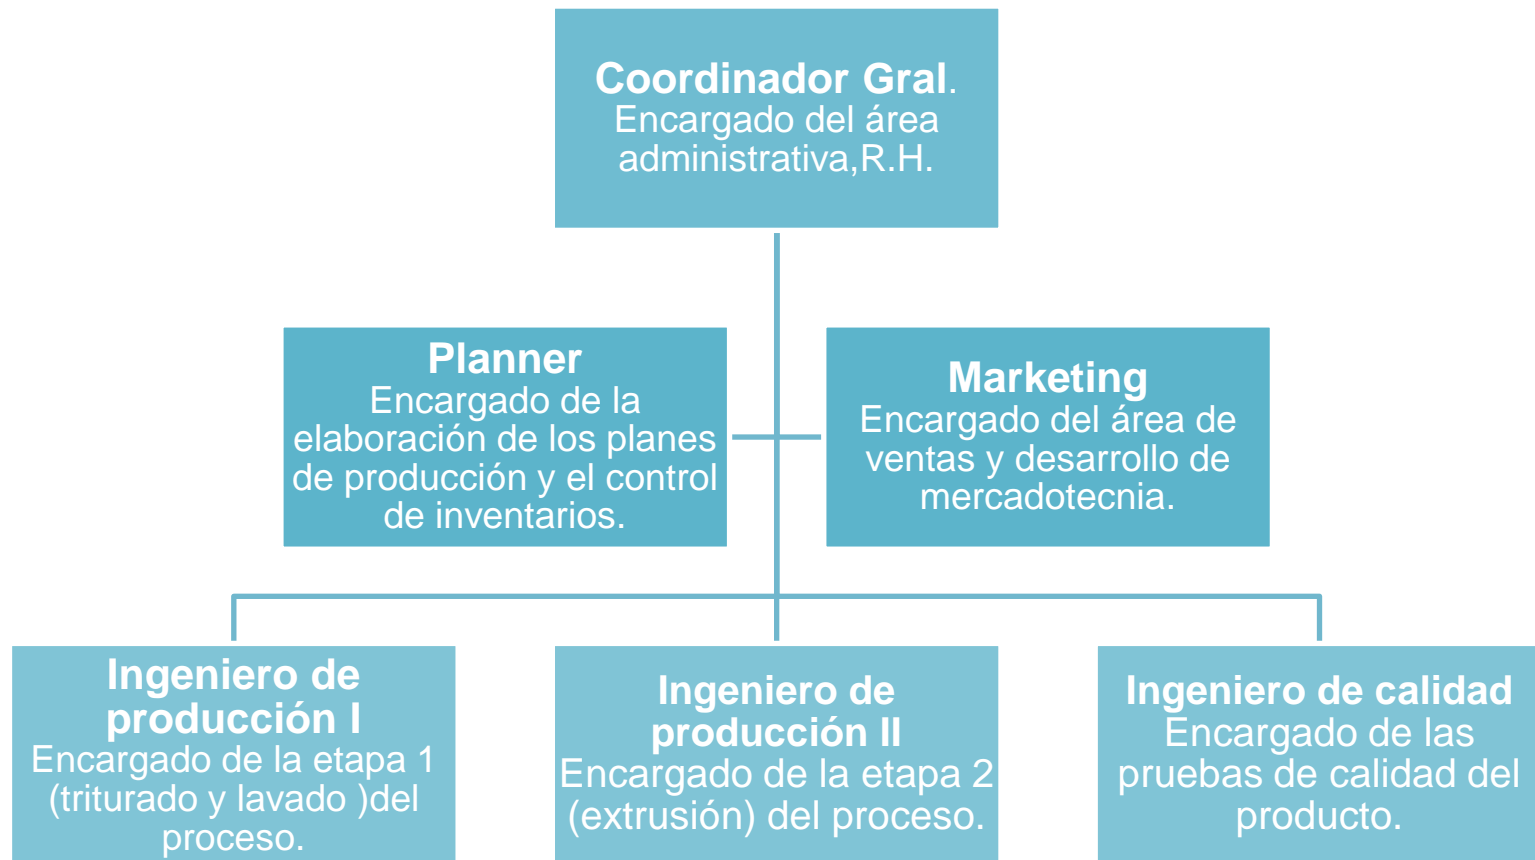 Coordinador Gral.
Encargado del área
administrativa,R.H.
Planner
Encargado de la
elaboración de los planes
de producción y el control
de inventarios.
Marketing
Encargado del área de
ventas y desarrollo de
mercadotecnia.
Ingeniero de
producción I
Encargado de la etapa 1
(triturado y lavado )del
proceso.
Ingeniero de
producción II
Encargado de la etapa 2
(extrusión) del proceso.
Ingeniero de calidad
Encargado de las
pruebas de calidad del
producto.